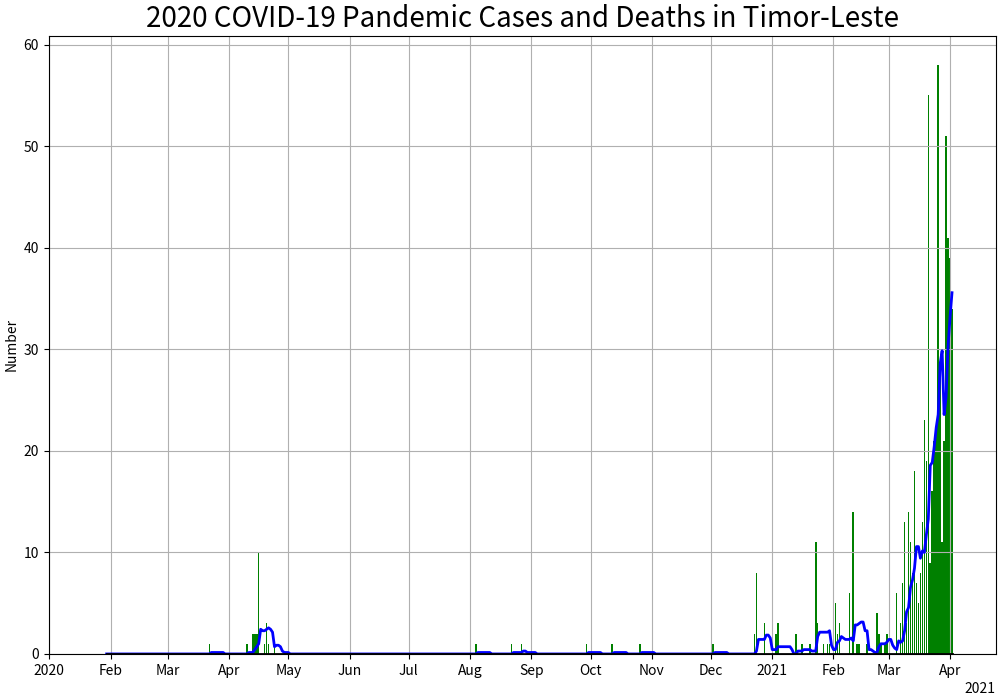 2020 COVID-19 Pandemic Cases and Deaths in Timor-Leste
60
50
40
30
20
10
0
Number
2020 Feb Mar Apr May Jun Jul Aug Sep Oct Nov Dec 2021 Feb Mar Apr
2021